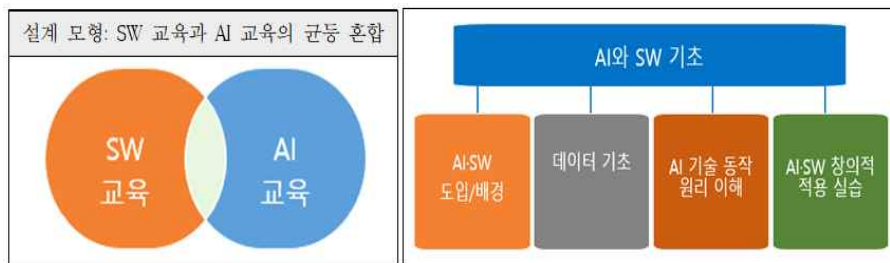 설계 모형: SW 교육과 AI 교육의 균등 혼합
SW
교육
AI
교육
AI와 SW 기초
AI·SW
도입/배경
데이터 기초
AI 기술 동작
원리 이해
AI·SW 창의적
적용 실습